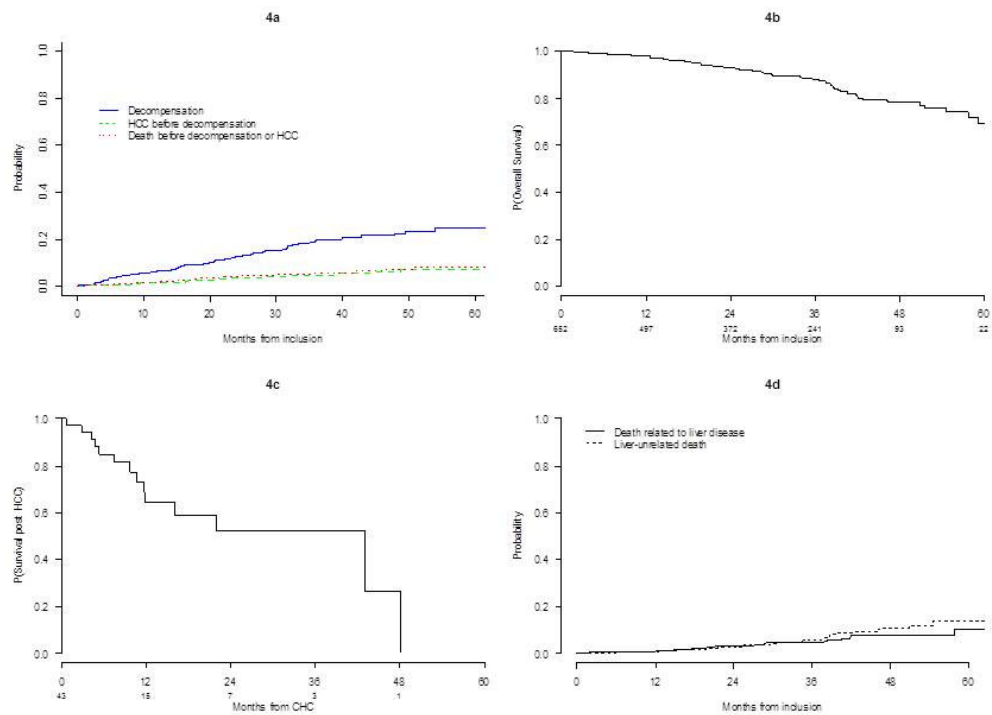 4a
1.0
0.8
0.6
0.4
0.2
0.0
Probability
Decompensation
HCC before decompensation
Death before decompensation or HCC
0 10 20 30 40 50 60
Months from inclusion
4b
1.0
0.8
0.6
0.4
0.2
0.0
P(Overall Survival)
0 12 24 36 48 60
652 497 372 241 93 22
Months from inclusion
4c
1.0
0.8
0.6
0.4
0.2
0.0
P(Survival post HCC)
0 12 24 36 48 60
43 15 7 3 1
Months from CHC
4d
1.0
0.8
0.6
0.4
0.2
0.0
Probability
Death related to liver disease
Liver-unrelated death
0 12 24 36 48 60
Months from inclusion